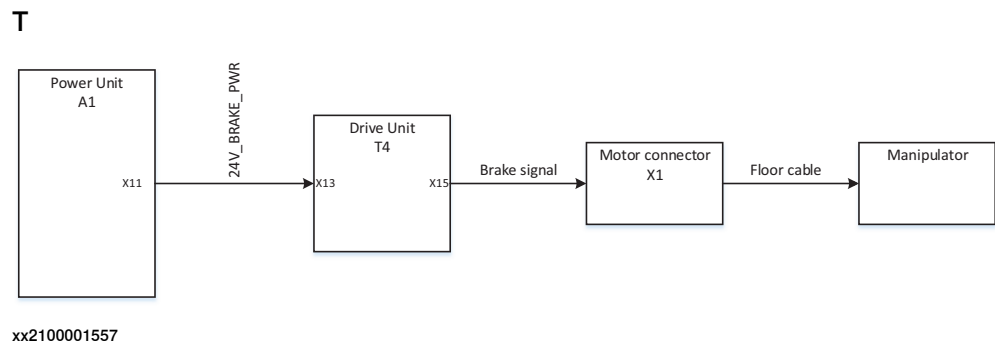 T
Power Unit
A1
24V_BRAKE_PWR
Drive Unit
T4
Motor connector
X1
Manipulator
X11
X13
X15
Brake signal
Floor cable
xx2100001557